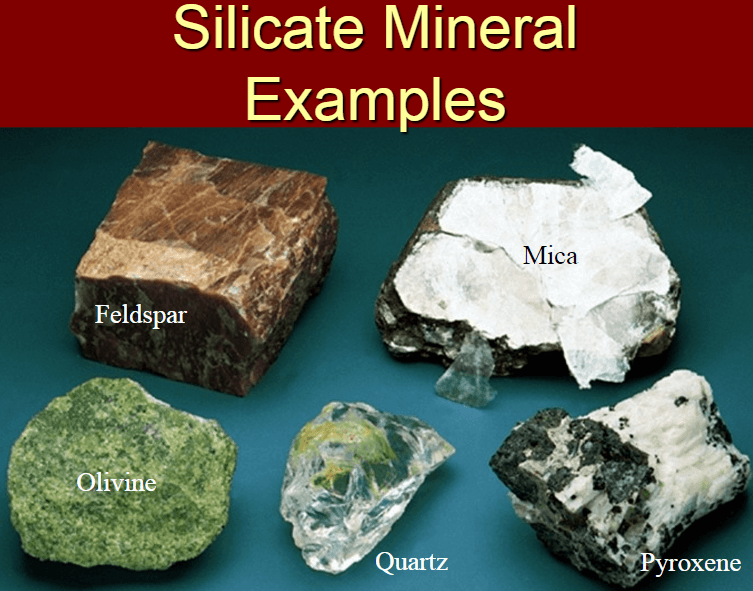 Silicate Mineral
Examples
Mica
Feldspar
Olivine
Quartz
Pyroxene